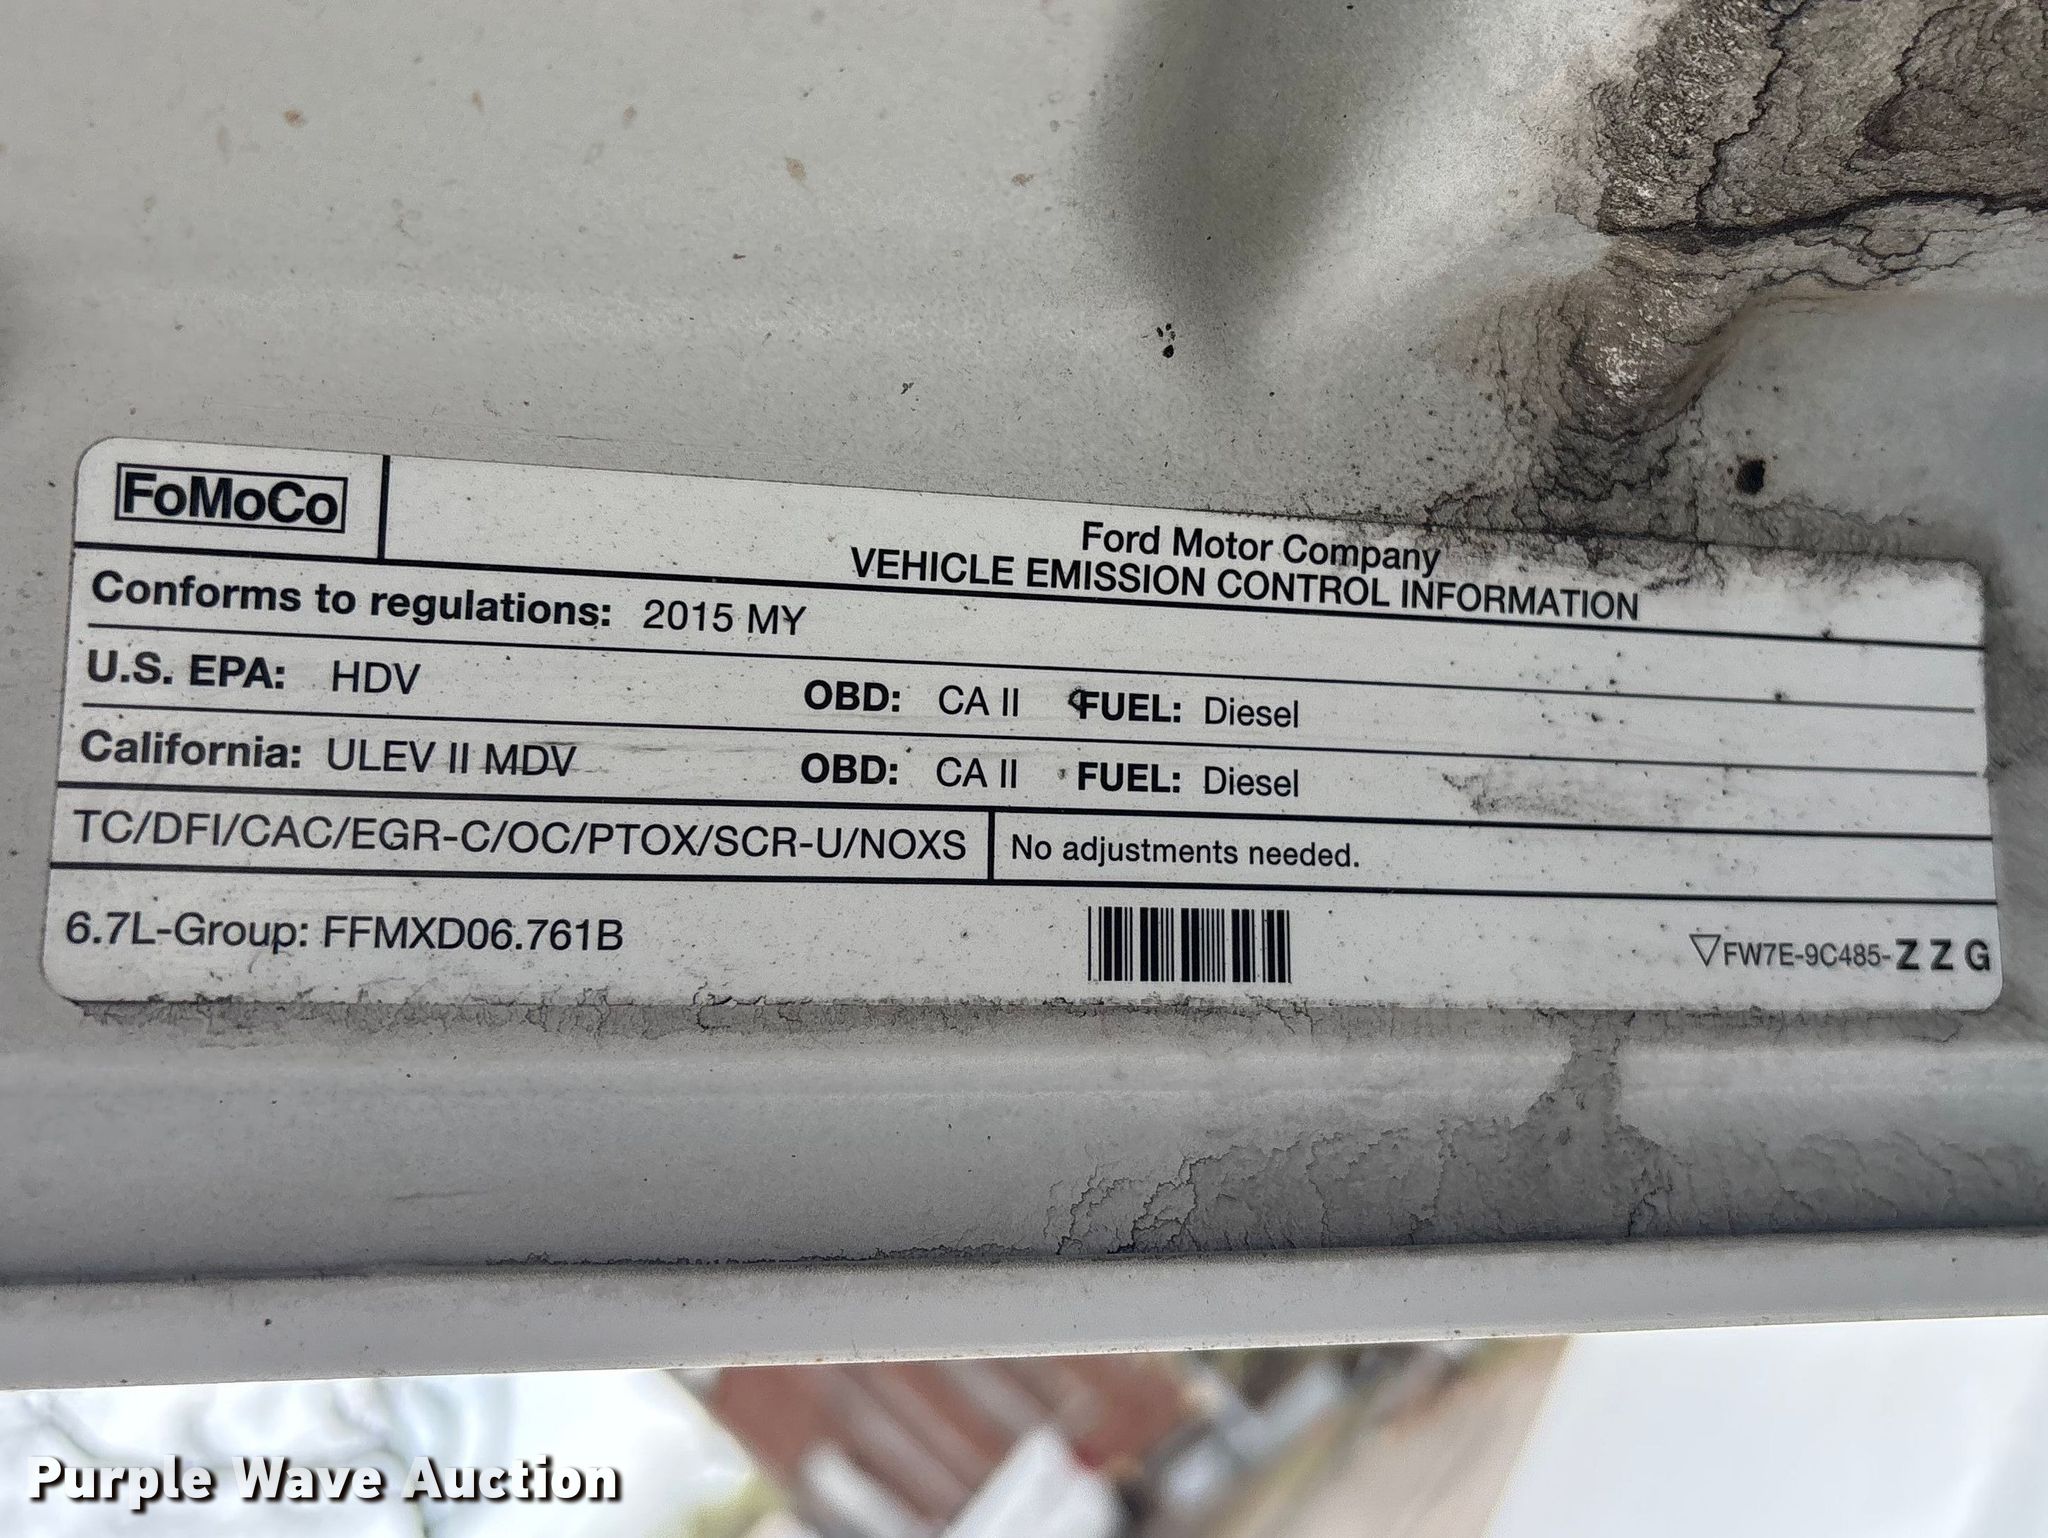 FoMoCo
Ford Motor Company
VEHICLE EMISSION CONTROL INFORMATION
Conforms to regulations: 2015 MY
U.S. EPA: HDV OBD: CA II FUEL: Diesel
California: ULEV II MDV OBD: CA II FUEL: Diesel
TC/DFI/CAC/EGR-C/OC/PTOX/SCR-U/NOXS No adjustments needed.
6.7L-Group: FFMXD06.761B ▽FW7E-9C485-ZZG
Purple Wave Auction